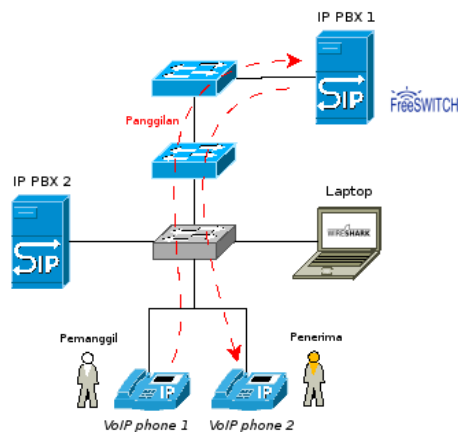 IP PBX 1
SIP
FreeSWITCH
Panggilan
IP PBX 2
SIP
Laptop
WIRESHARK
Pemanggil
Penerima
IP
IP
VoIP phone 1
VoIP phone 2